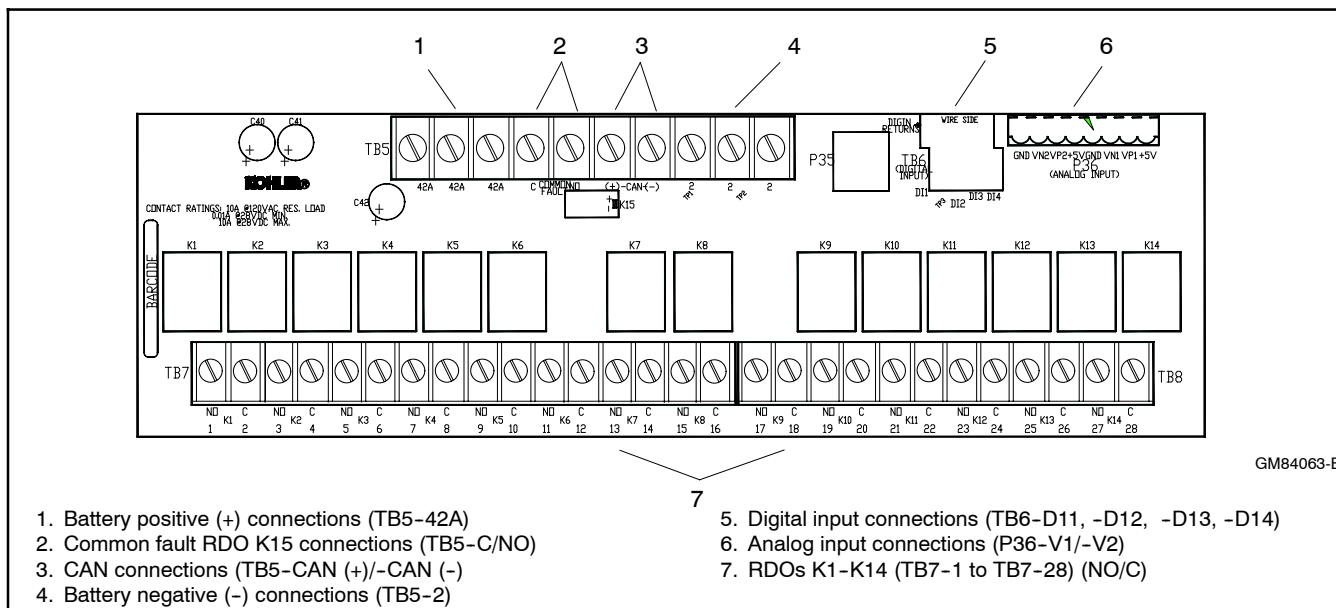 1 2 3 4 5 6
C40 C41
TB5
42A 42A 42A C NO (+)-CAN-(-) 2 2 2
COMMON FAULT
TP1 TP2
K15
C42
KOHLER®
CONTACT RATINGS: 10A @120VAC RES. LOAD
0.01A @28VDC MIN.
10A @28VDC MAX.
P35
DIGIN RETURNS
WIRE SIDE
TB6
(DIGITAL INPUT)
DI1 TP3 DI2 DI3 DI4
GND VN2 VP2 +5V GND VN1 VP1 +5V
P36
(ANALOG INPUT)
BARCODE
K1 K2 K3 K4 K5 K6 K7 K8 K9 K10 K11 K12 K13 K14
TB7 TB8
NO C NO C NO C NO C NO C NO C NO C NO C NO C NO C NO C NO C NO C NO C
K1 K2 K3 K4 K5 K6 K7 K8 K9 K10 K11 K12 K13 K14
1 2 3 4 5 6 7 8 9 10 11 12 13 14 15 16 17 18 19 20 21 22 23 24 25 26 27 28
7
GM84063-B
1. Battery positive (+) connections (TB5-42A)
2. Common fault RDO K15 connections (TB5-C/NO)
3. CAN connections (TB5-CAN (+)/-CAN (-)
4. Battery negative (-) connections (TB5-2)
5. Digital input connections (TB6-D11, -D12, -D13, -D14)
6. Analog input connections (P36-V1/-V2)
7. RDOs K1-K14 (TB7-1 to TB7-28) (NO/C)